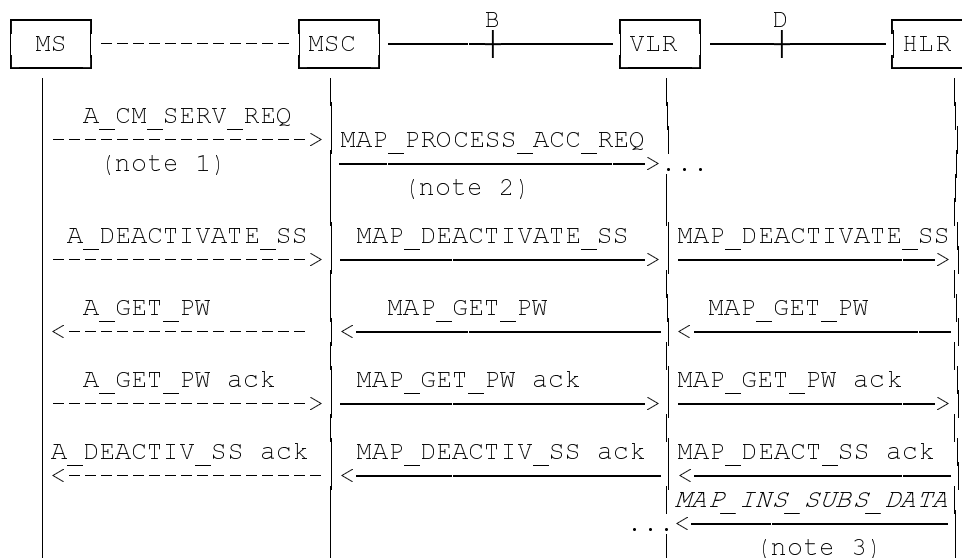 B D
MS MSC VLR HLR
A_CM_SERV_REQ
MAP_PROCESS_ACC_REQ
(note 1) ...
(note 2)
A_DEACTIVATE_SS MAP_DEACTIVATE_SS MAP_DEACTIVATE_SS
A_GET_PW MAP_GET_PW MAP_GET_PW
A_GET_PW ack MAP_GET_PW ack MAP_GET_PW ack
A_DEACTIV_SS ack MAP_DEACTIV_SS ack MAP_DEACT_SS ack
MAP_INS_SUBS_DATA
...
(note 3)